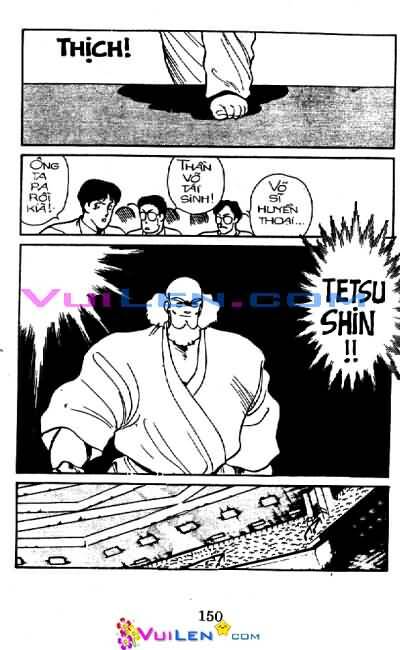 THỊCH!
ÔNG
TA
RA
RỒI
KÌA!
THẦN
VÕ
TÁI
SINH!
VÕ
SĨ
HUYỀN
THOẠI...
TETSU
SHIN
!!
VUILEN.COM
150
VUILEN.COM